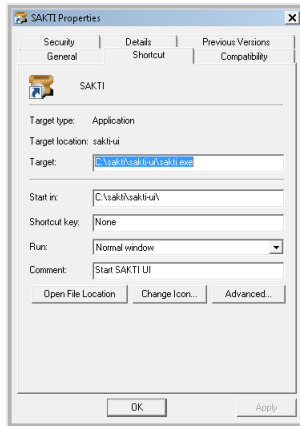 SAKTI Properties
Security Details Previous Versions
General Shortcut Compatibility
SAKTI
Target type: Application
Target location: sakti-ui
Target: C:\sakti\sakti-ui\sakti.exe
Start in: C:\sakti\sakti-ui\
Shortcut key: None
Run: Normal window
Comment: Start SAKTI UI
Open File Location Change Icon... Advanced...
OK Apply